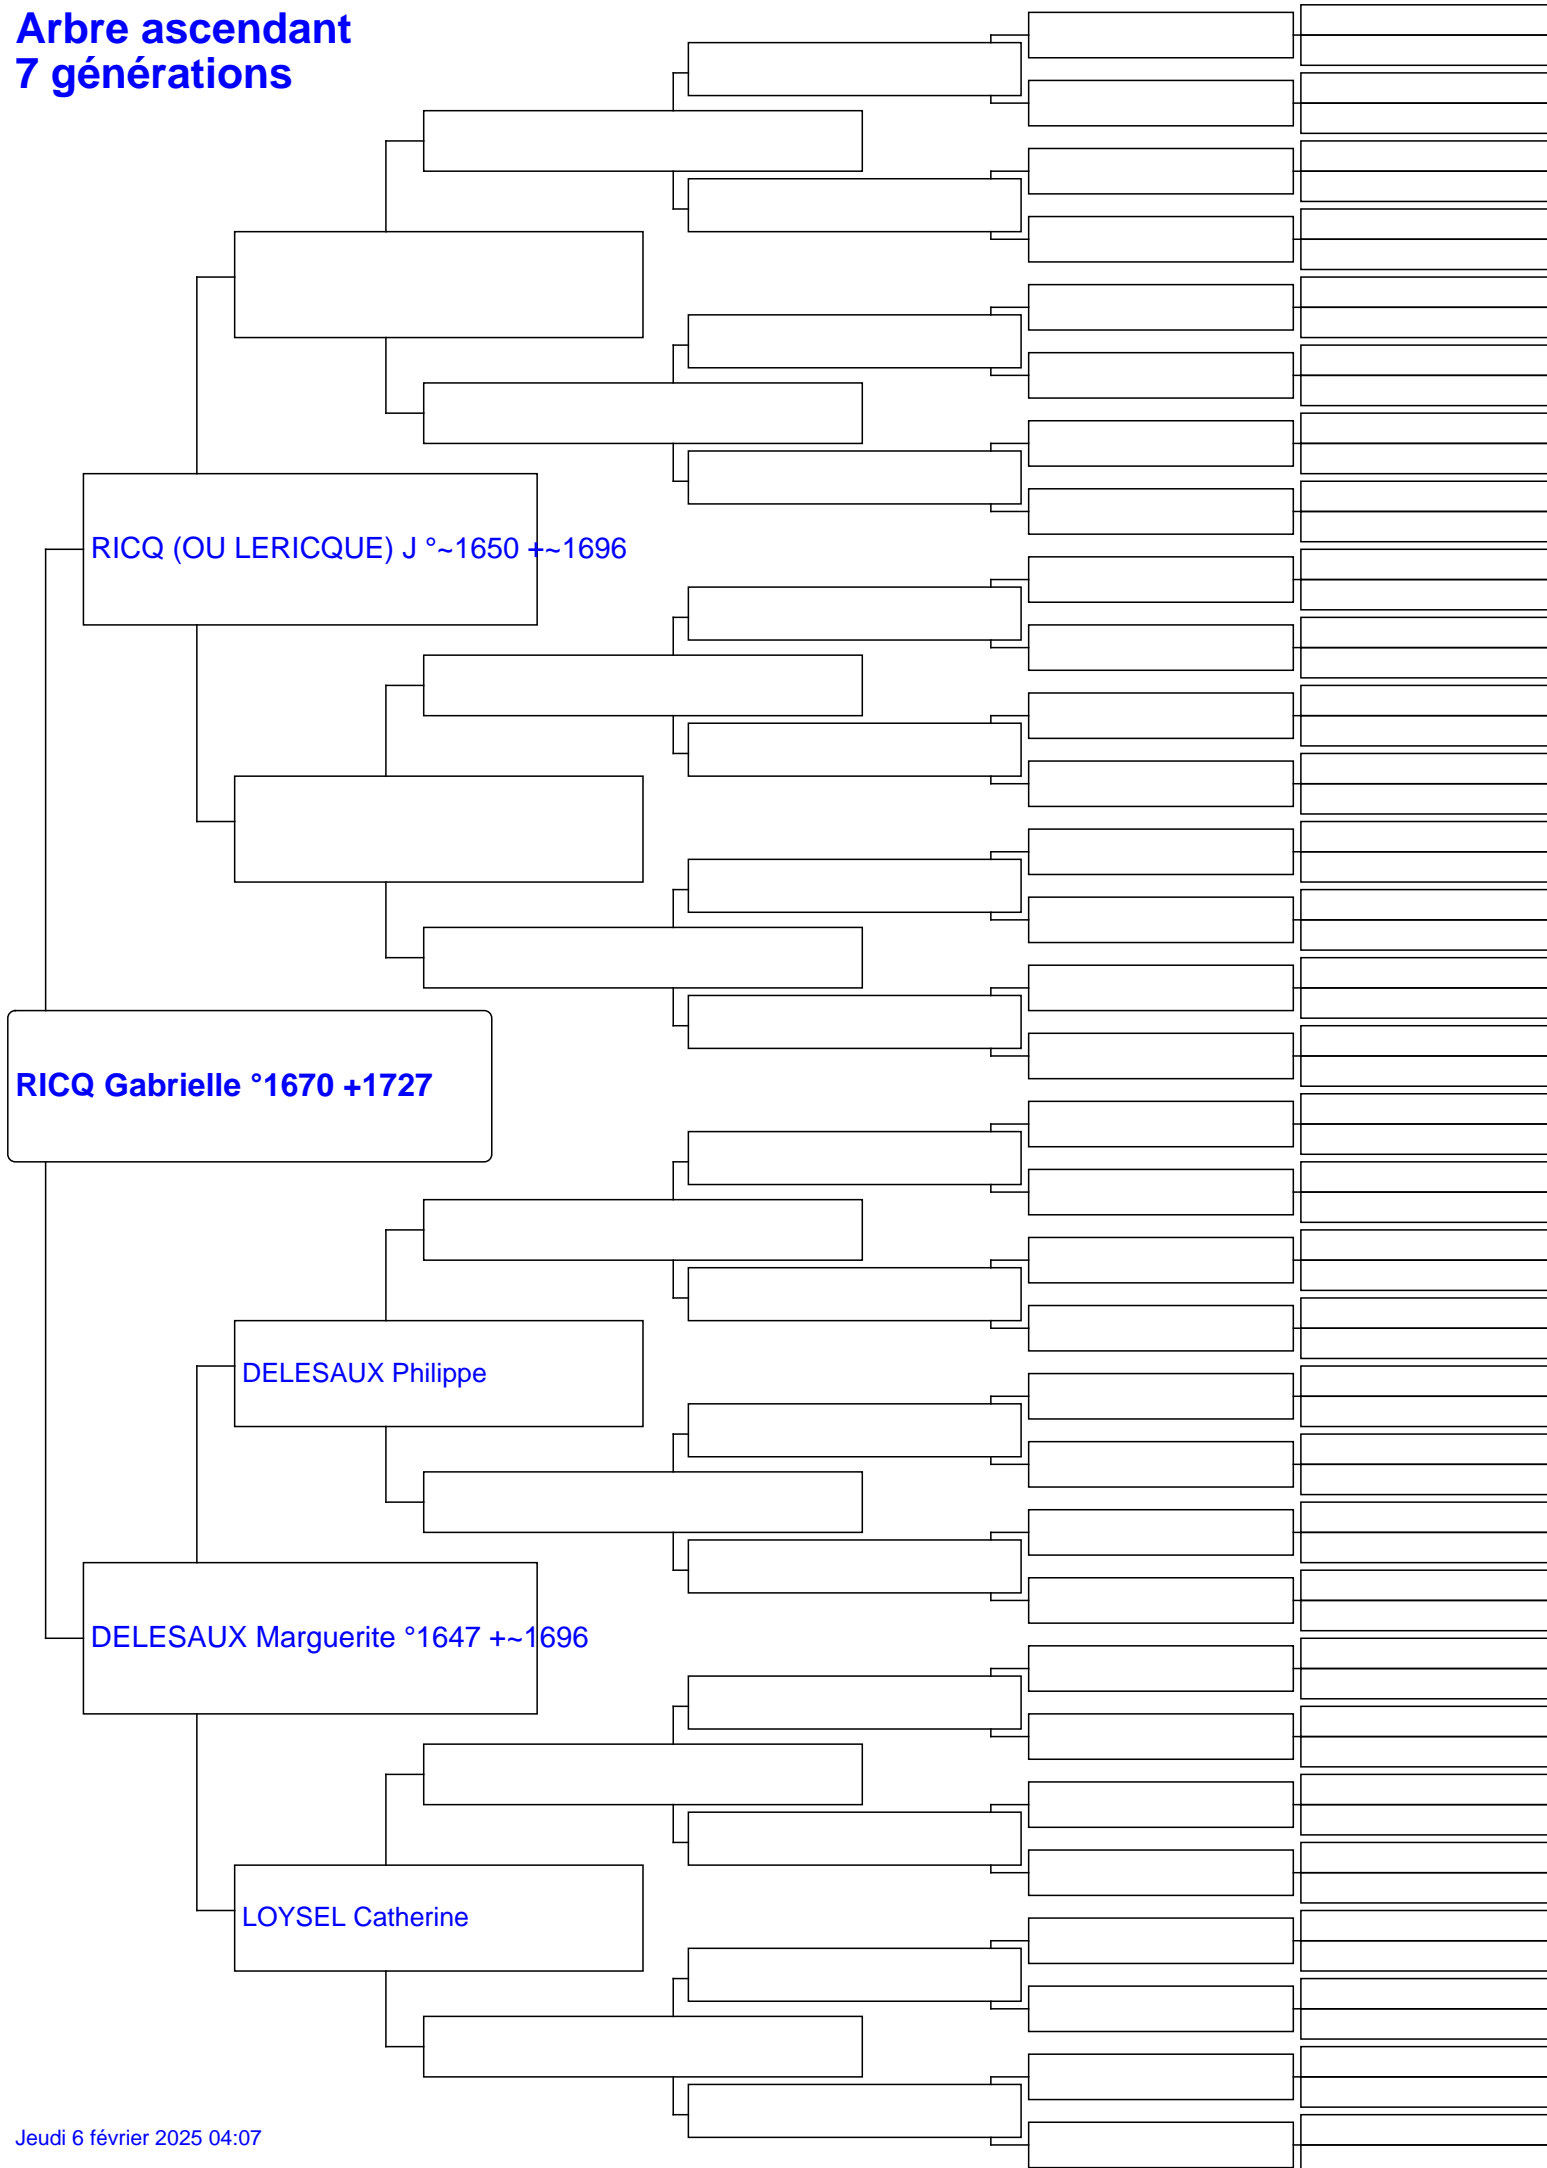 Arbre ascendant
7 générations
RICQ (OU LERICQUE) J °~1650 +~1696
RICQ Gabrielle °1670 +1727
DELESAUX Philippe
DELESAUX Marguerite °1647 +~1696
LOYSEL Catherine
Jeudi 6 février 2025 04:07